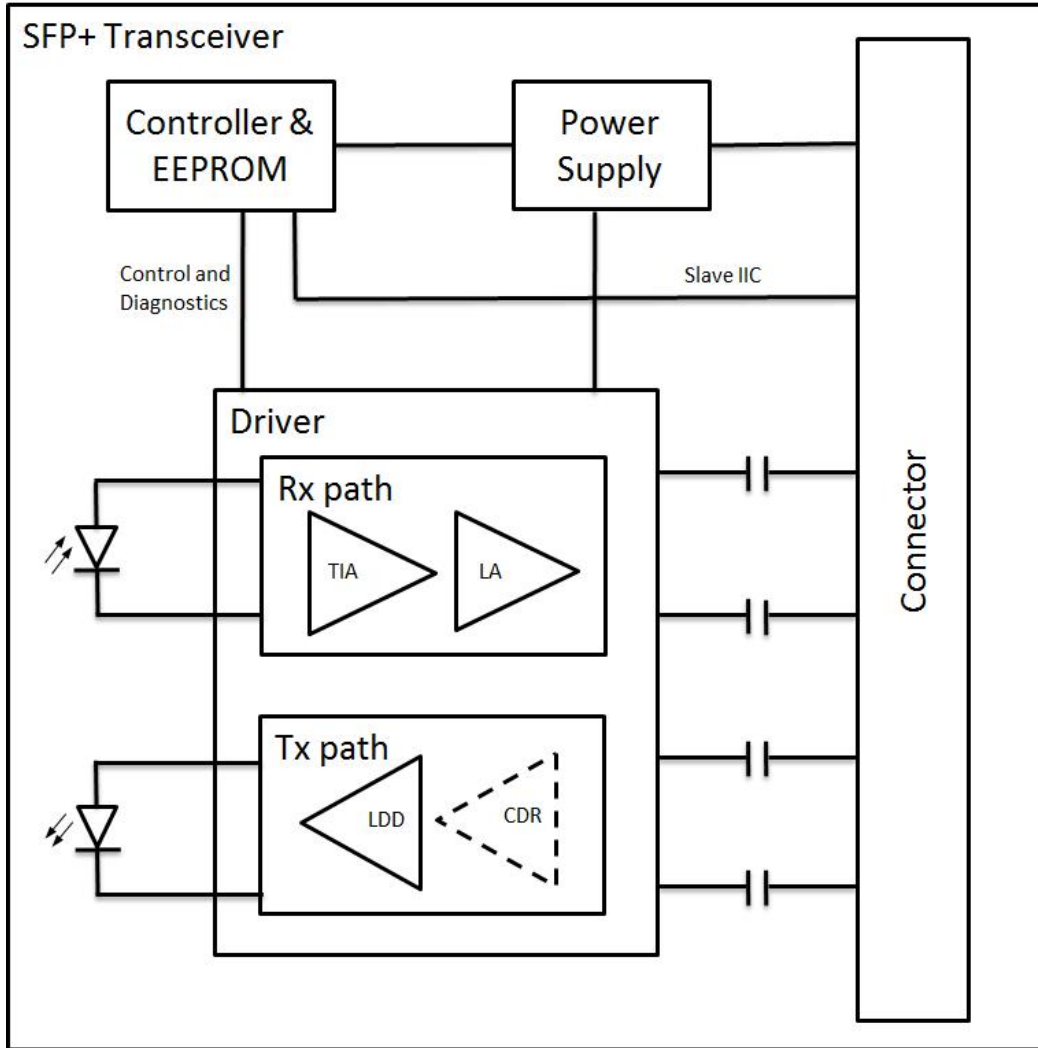 SFP+ Transceiver
Controller &
EEPROM
Power
Supply
Control and
Diagnostics
Slave IIC
Driver
Rx path
TIA
LA
Tx path
LDD
CDR
Connector